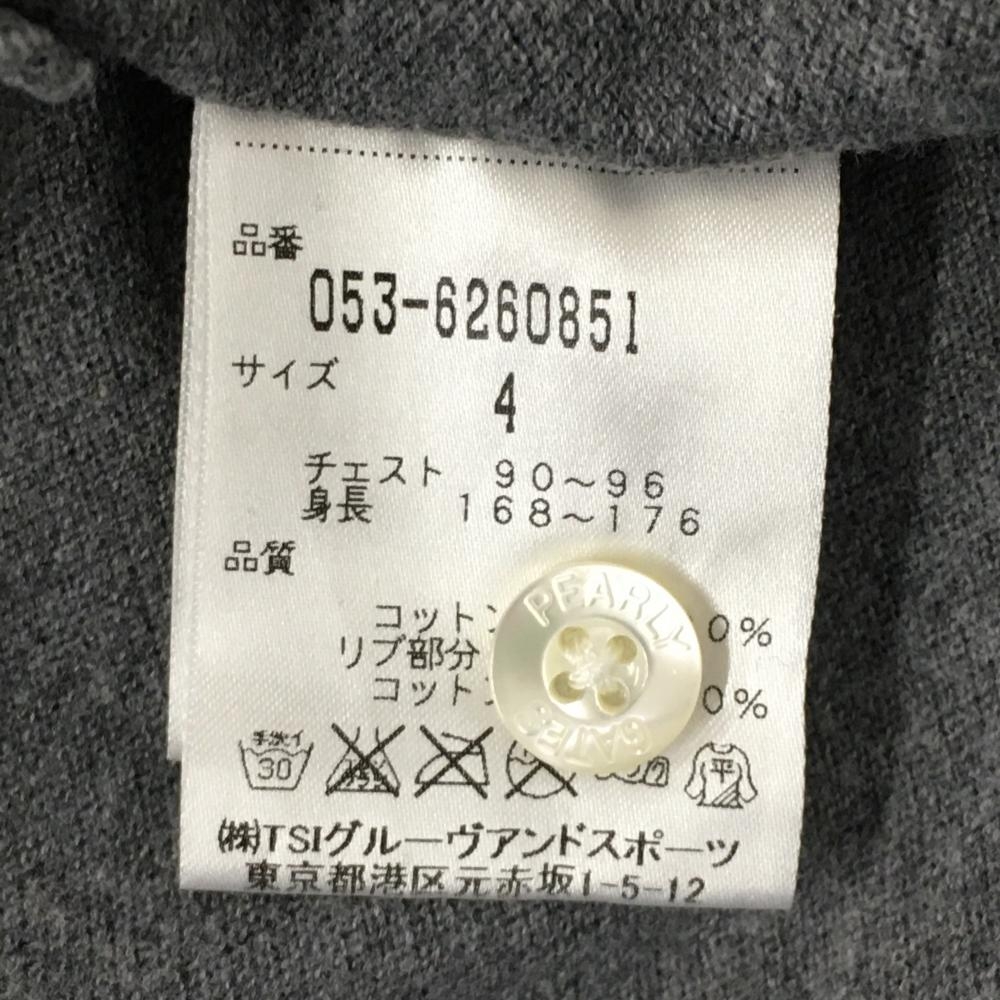 品番
053-6260851
サイズ
4
チェスト 90～96
身長 168～176
品質
コットン 0%
リブ部分
コットン 0%
PEARLY
GATES
手洗イ
30
平
㈱TSIグルーヴアンドスポーツ
東京都港区元赤坂1-5-12